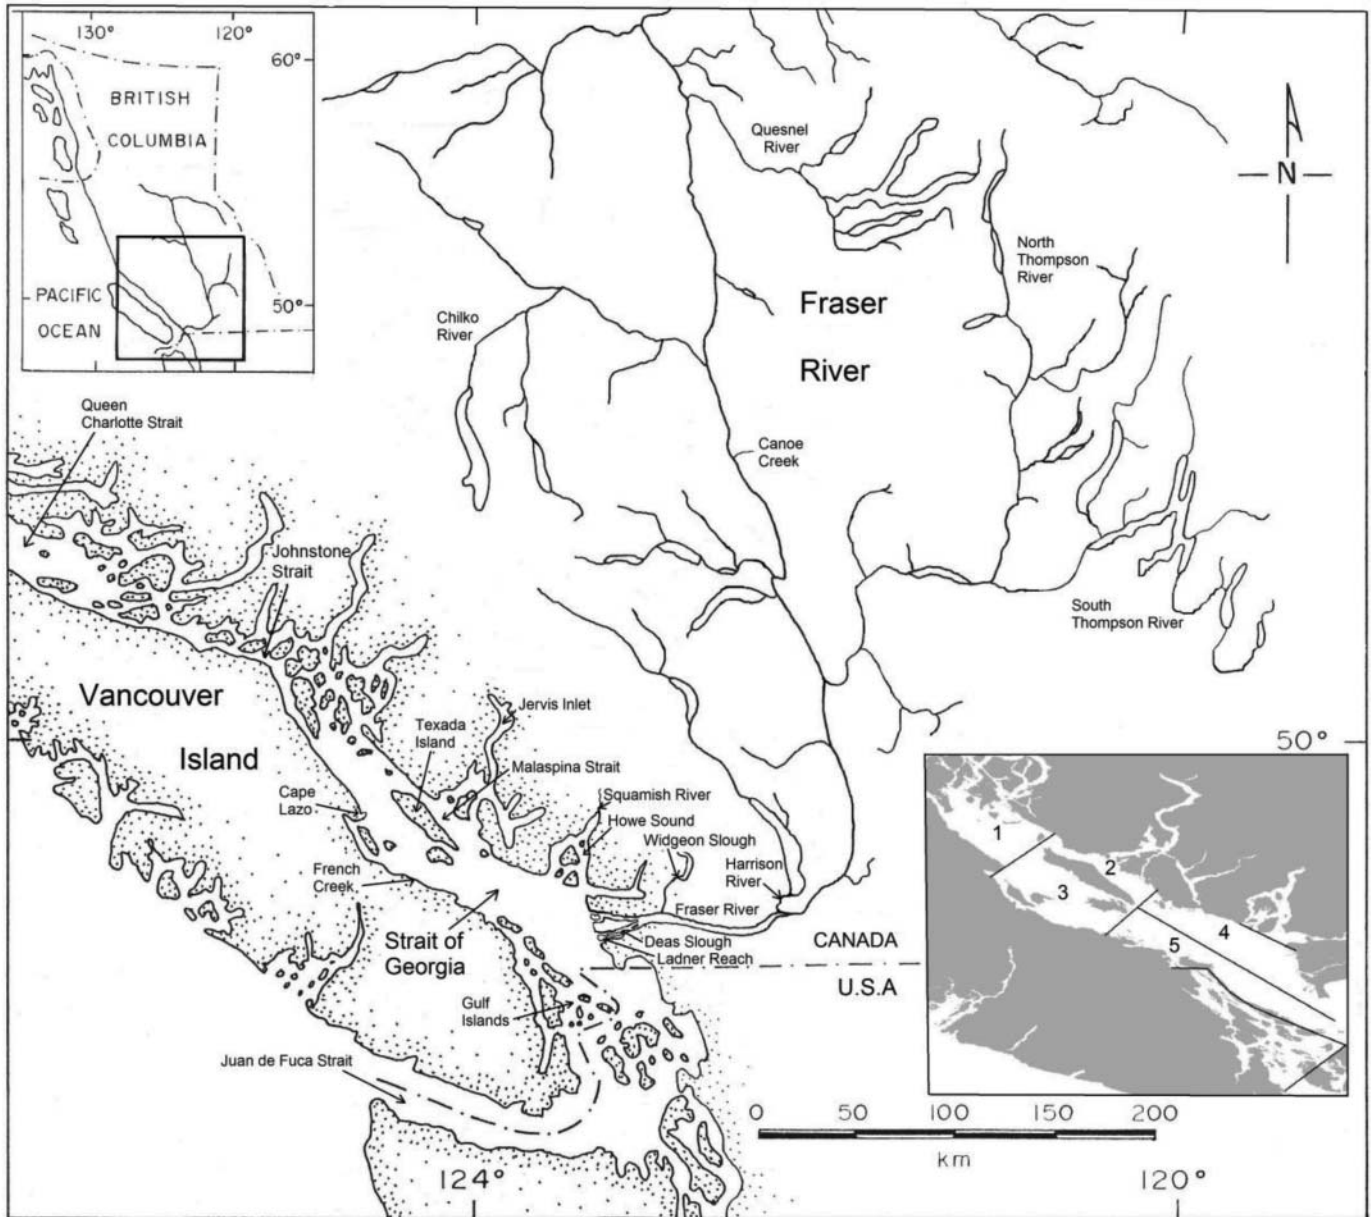 130°
120°
60°
BRITISH
COLUMBIA
PACIFIC
OCEAN
50°
Quesnel
River
N
North
Thompson
River
Fraser
River
Chilko
River
Canoe
Creek
Queen
Charlotte Strait
Johnstone
Strait
South
Thompson River
Vancouver
Island
Jervis Inlet
Texada
Island
Malaspina Strait
50°
Cape
Lazo
Squamish River
Howe Sound
Widgeon Slough
Harrison
River
French
Creek
Fraser River
Strait of
Georgia
Deas Slough
Ladner Reach
CANADA
U.S.A
Gulf
Islands
Juan de Fuca Strait
1
2
3
4
5
0 50 100 150 200
km
124°
120°